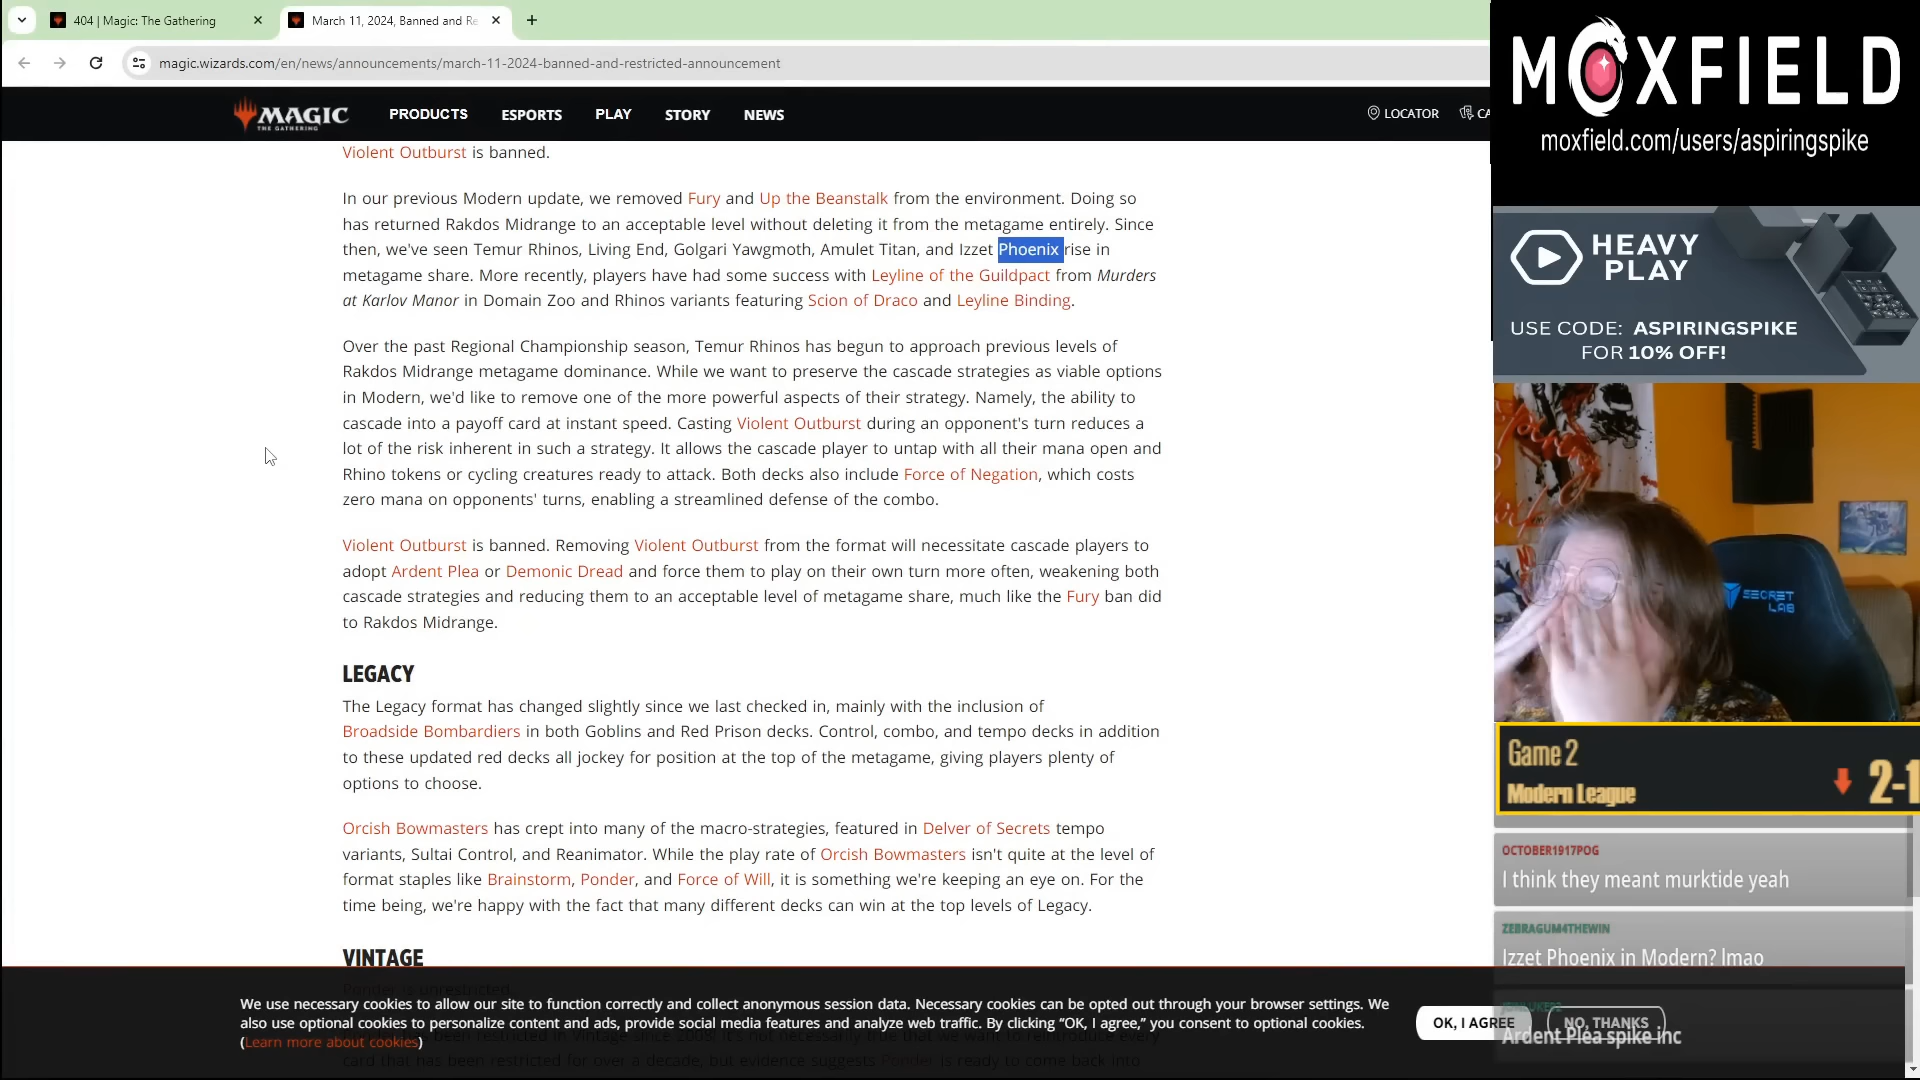 404 | Magic: The Gathering
March 11, 2024, Banned and Re
magic.wizards.com/en/news/announcements/march-11-2024-banned-and-restricted-announcement
MAGIC
THE GATHERING
PRODUCTS
ESPORTS
PLAY
STORY
NEWS
LOCATOR
CA
Violent Outburst is banned.
In our previous Modern update, we removed Fury and Up the Beanstalk from the environment. Doing so
has returned Rakdos Midrange to an acceptable level without deleting it from the metagame entirely. Since
then, we've seen Temur Rhinos, Living End, Golgari Yawgmoth, Amulet Titan, and Izzet Phoenix rise in
metagame share. More recently, players have had some success with Leyline of the Guildpact from Murders
at Karlov Manor in Domain Zoo and Rhinos variants featuring Scion of Draco and Leyline Binding.
Over the past Regional Championship season, Temur Rhinos has begun to approach previous levels of
Rakdos Midrange metagame dominance. While we want to preserve the cascade strategies as viable options
in Modern, we'd like to remove one of the more powerful aspects of their strategy. Namely, the ability to
cascade into a payoff card at instant speed. Casting Violent Outburst during an opponent's turn reduces a
lot of the risk inherent in such a strategy. It allows the cascade player to untap with all their mana open and
Rhino tokens or cycling creatures ready to attack. Both decks also include Force of Negation, which costs
zero mana on opponents' turns, enabling a streamlined defense of the combo.
Violent Outburst is banned. Removing Violent Outburst from the format will necessitate cascade players to
adopt Ardent Plea or Demonic Dread and force them to play on their own turn more often, weakening both
cascade strategies and reducing them to an acceptable level of metagame share, much like the Fury ban did
to Rakdos Midrange.
LEGACY
The Legacy format has changed slightly since we last checked in, mainly with the inclusion of
Broadside Bombardiers in both Goblins and Red Prison decks. Control, combo, and tempo decks in addition
to these updated red decks all jockey for position at the top of the metagame, giving players plenty of
options to choose.
Orcish Bowmasters has crept into many of the macro-strategies, featured in Delver of Secrets tempo
variants, Sultai Control, and Reanimator. While the play rate of Orcish Bowmasters isn't quite at the level of
format staples like Brainstorm, Ponder, and Force of Will, it is something we're keeping an eye on. For the
time being, we're happy with the fact that many different decks can win at the top levels of Legacy.
VINTAGE
Ponder is unrestricted.
We use necessary cookies to allow our site to function correctly and collect anonymous session data. Necessary cookies can be opted out through your browser settings. We
also use optional cookies to personalize content and ads, provide social media features and analyze web traffic. By clicking “OK, I agree,” you consent to optional cookies.
(Learn more about cookies)
card that has been restricted for over a decade, but evidence suggests Ponder is ready to come back into
OK, I AGREE
NO, THANKS
MOXFIELD
moxfield.com/users/aspiringspike
HEAVY
PLAY
USE CODE: ASPIRINGSPIKE
FOR 10% OFF!
SECRET
LAB
Game 2
Modern League
2-1
OCTOBER1917POG
I think they meant murktide yeah
ZEBRAGUM4THEWIN
Izzet Phoenix in Modern? lmao
Ardent Plea spike inc